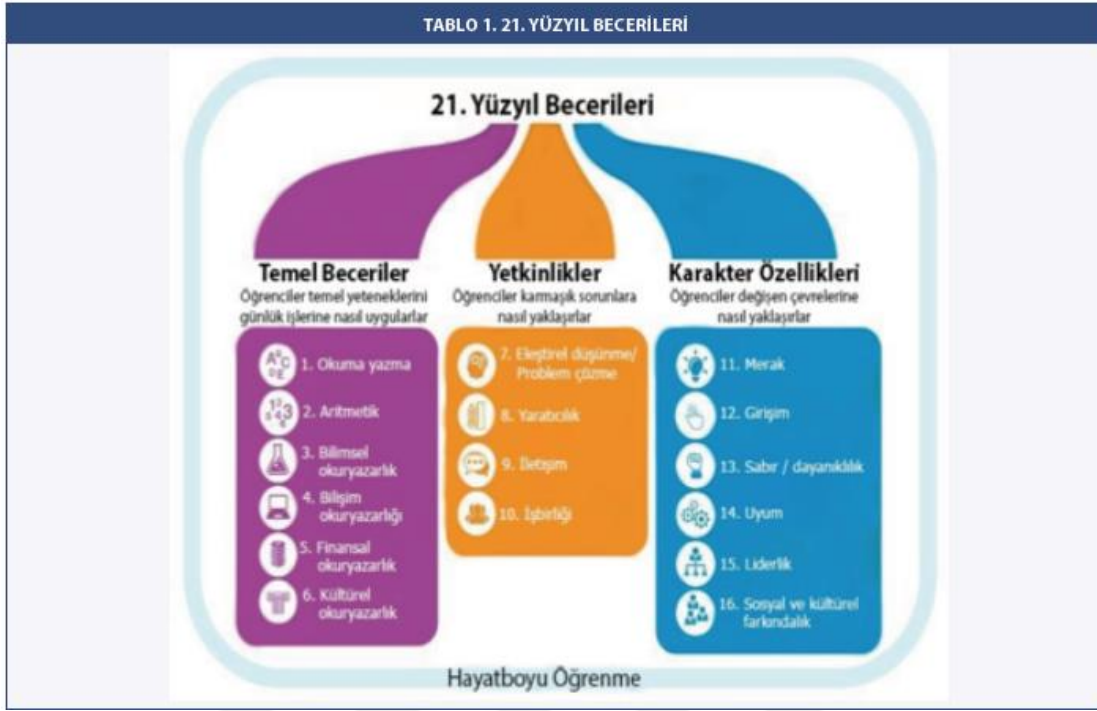 TABLO 1. 21. YÜZYIL BECERİLERİ
21. Yüzyıl Becerileri
Temel Beceriler
Öğrenciler temel yeteneklerini
günlük işlerine nasıl uygularlar
1. Okuma yazma
2. Aritmetik
3. Bilimsel
okuryazarlık
4. Bilişim
okuryazarlığı
5. Finansal
okuryazarlık
6. Kültürel
okuryazarlık
Yetkinlikler
Öğrenciler karmaşık sorunlara
nasıl yaklaşırlar
7. Eleştirel düşünme/
Problem çözme
8. Yaratıcılık
9. İletişim
10. İşbirliği
Karakter Özellikleri
Öğrenciler değişen çevrelerine
nasıl yaklaşırlar
11. Merak
12. Girişim
13. Sabır / dayanıklılık
14. Uyum
15. Liderlik
16. Sosyal ve kültürel
farkındalık
Hayatboyu Öğrenme